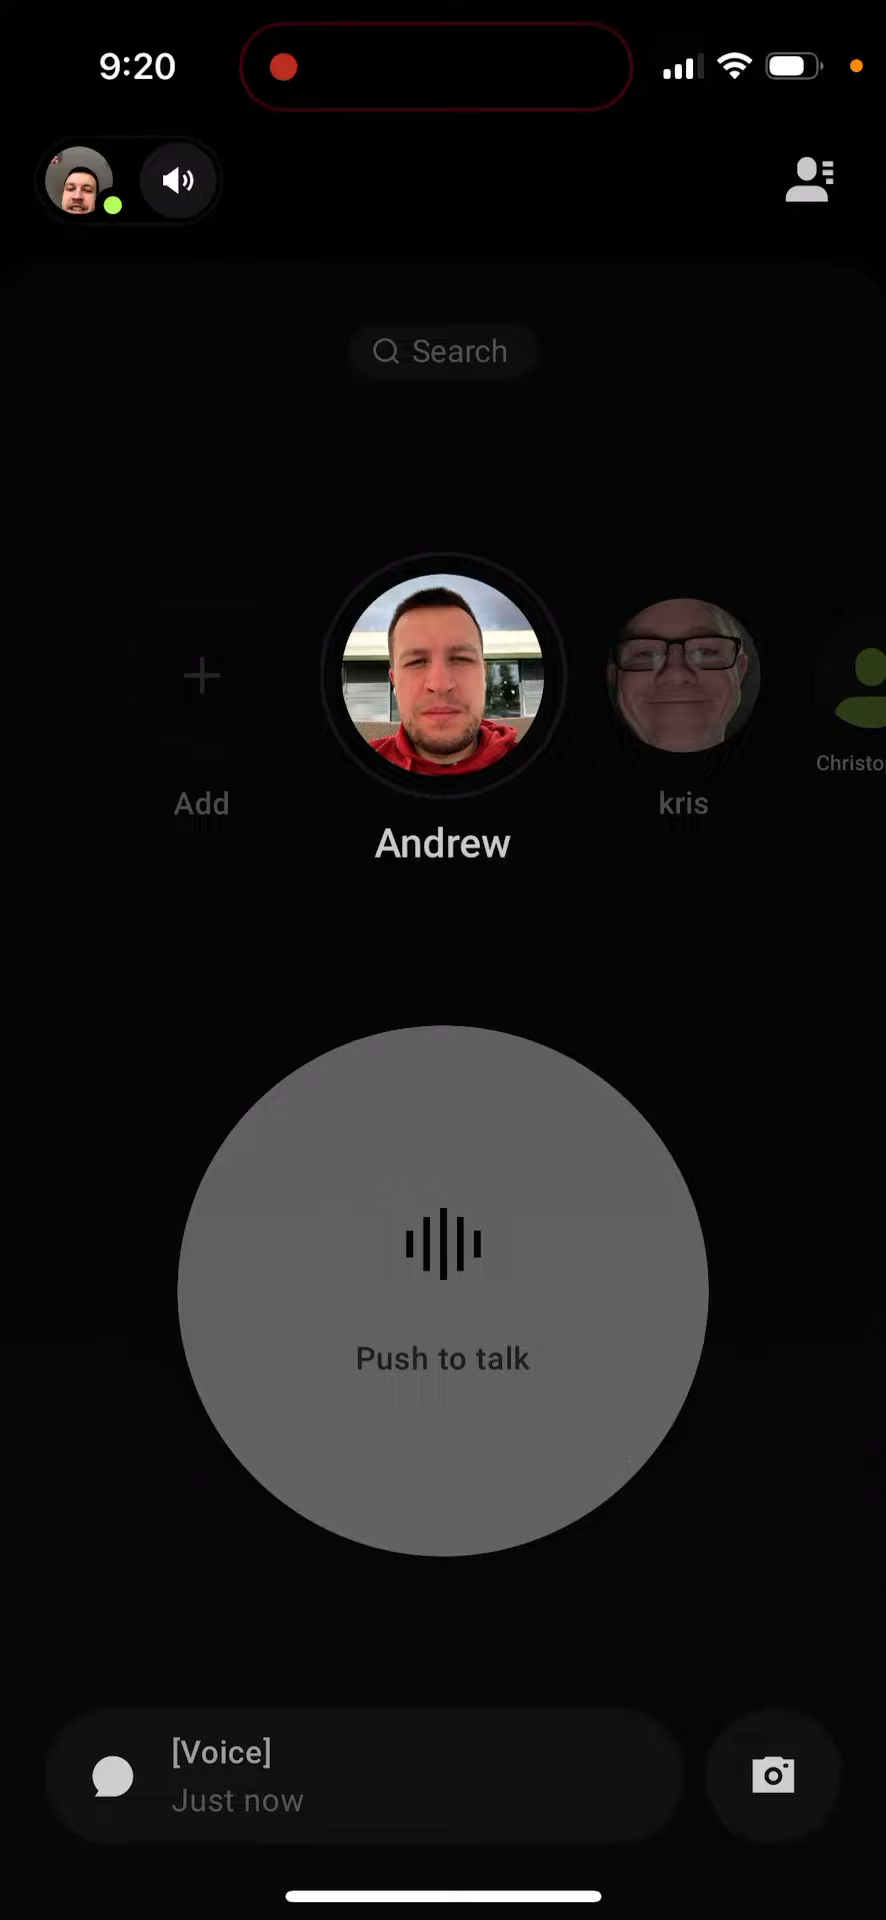 9:20
Search
Add
Andrew
kris
Christo
Push to talk
[Voice]
Just now